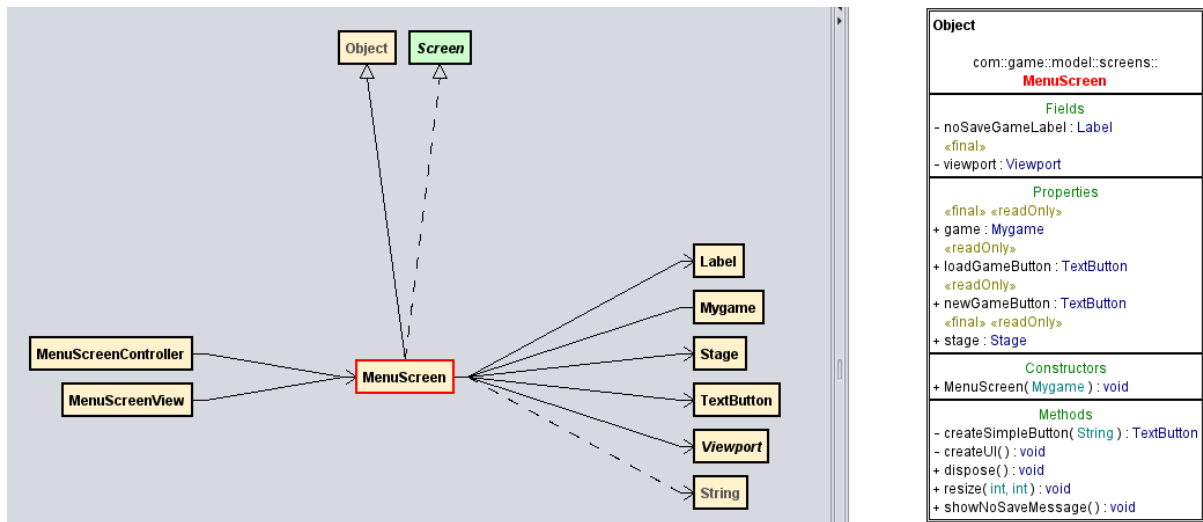 Object
Screen
Label
Mygame
MenuScreenController
Stage
MenuScreen
MenuScreenView
TextButton
Viewport
String
Object
com::game::model::screens::
MenuScreen
Fields
- noSaveGameLabel : Label
«final»
- viewport : Viewport
Properties
«final» «readOnly»
+ game : Mygame
«readOnly»
+ loadGameButton : TextButton
«readOnly»
+ newGameButton : TextButton
«final» «readOnly»
+ stage : Stage
Constructors
+ MenuScreen( Mygame ) : void
Methods
- createSimpleButton( String ) : TextButton
- createUI( ) : void
+ dispose( ) : void
+ resize( int, int ) : void
+ showNoSaveMessage( ) : void